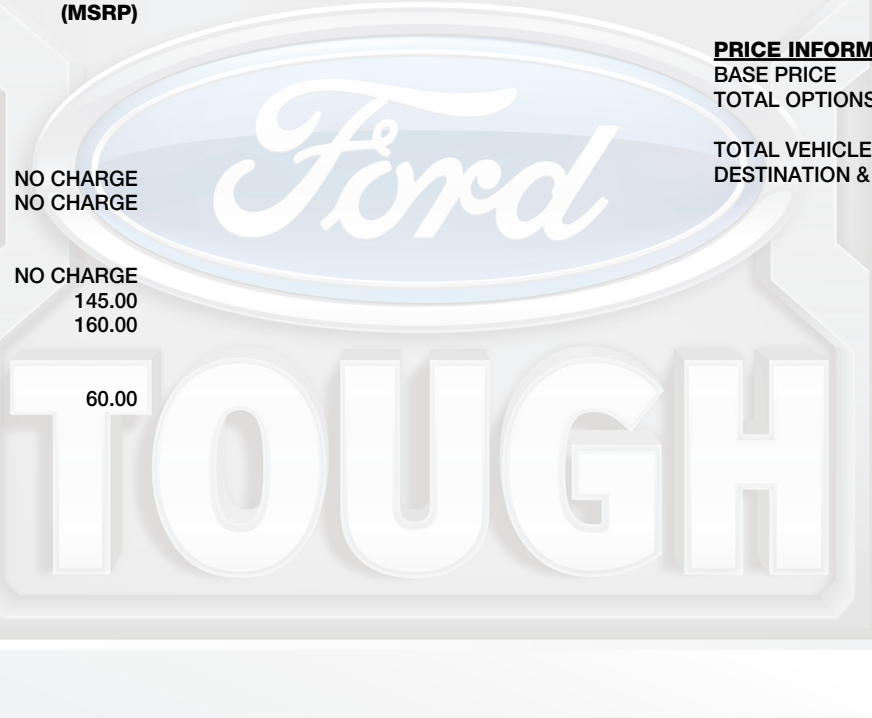 (MSRP)
NO CHARGE
NO CHARGE
NO CHARGE
145.00
160.00
60.00
PRICE INFORM
BASE PRICE
TOTAL OPTIONS
TOTAL VEHICLE
DESTINATION &
Ford
TOUGH